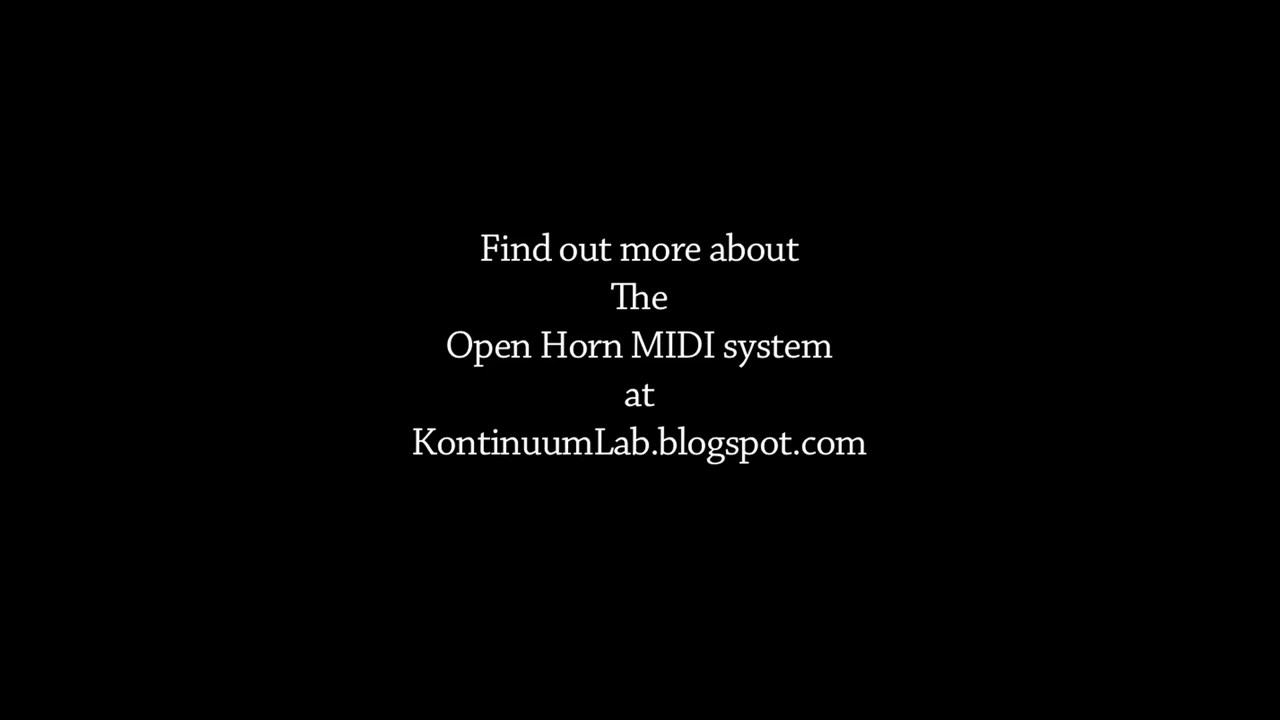 Find out more about
The
Open Horn MIDI system
at
KontinuumLab.blogspot.com